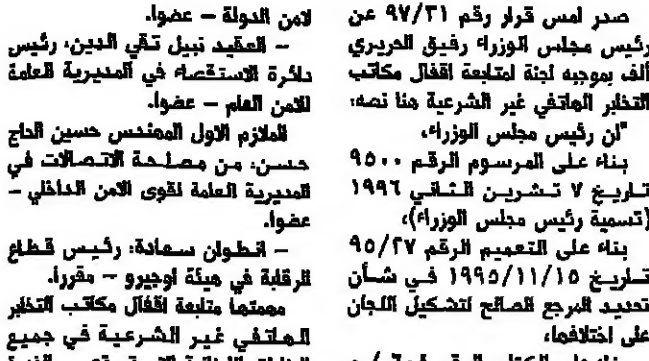 صدر امس قرار رقم ٩٧/٣١ عن
رئيس مجلس الوزراء رفيق الحريري
ألف بموجبه لجنة لمتابعة اقفال مكاتب
التخابر الهاتفي غير الشرعية هنا نصه:
"ان رئيس مجلس الوزراء،
بناء على المرسوم الرقم ٩٥٠٠
تاريخ ٧ تشرين الثاني ١٩٩٦
(تسمية رئيس مجلس الوزراء)،
بناء على التعميم الرقم ٩٥/٢٧
تاريخ ١٩٩٥/١١/١٥ في شأن
تحديد المرجع الصالح لتشكيل اللجان
على اختلافها،
لامن الدولة – عضوا.
– العقيد نبيل تقي الدين، رئيس
دائرة الاستقصاء في المديرية العامة
للامن العام – عضوا.
الملازم الاول المهندس حسين الحاج
حسن، من مصلحة الاتصالات في
المديرية العامة لقوى الامن الداخلي –
عضوا.
– انطوان سعادة، رئيس قطاع
الرقابة في هيئة اوجيرو – مقررا.
مهمتها متابعة اقفال مكاتب التخابر
الهاتفي غير الشرعية في جميع